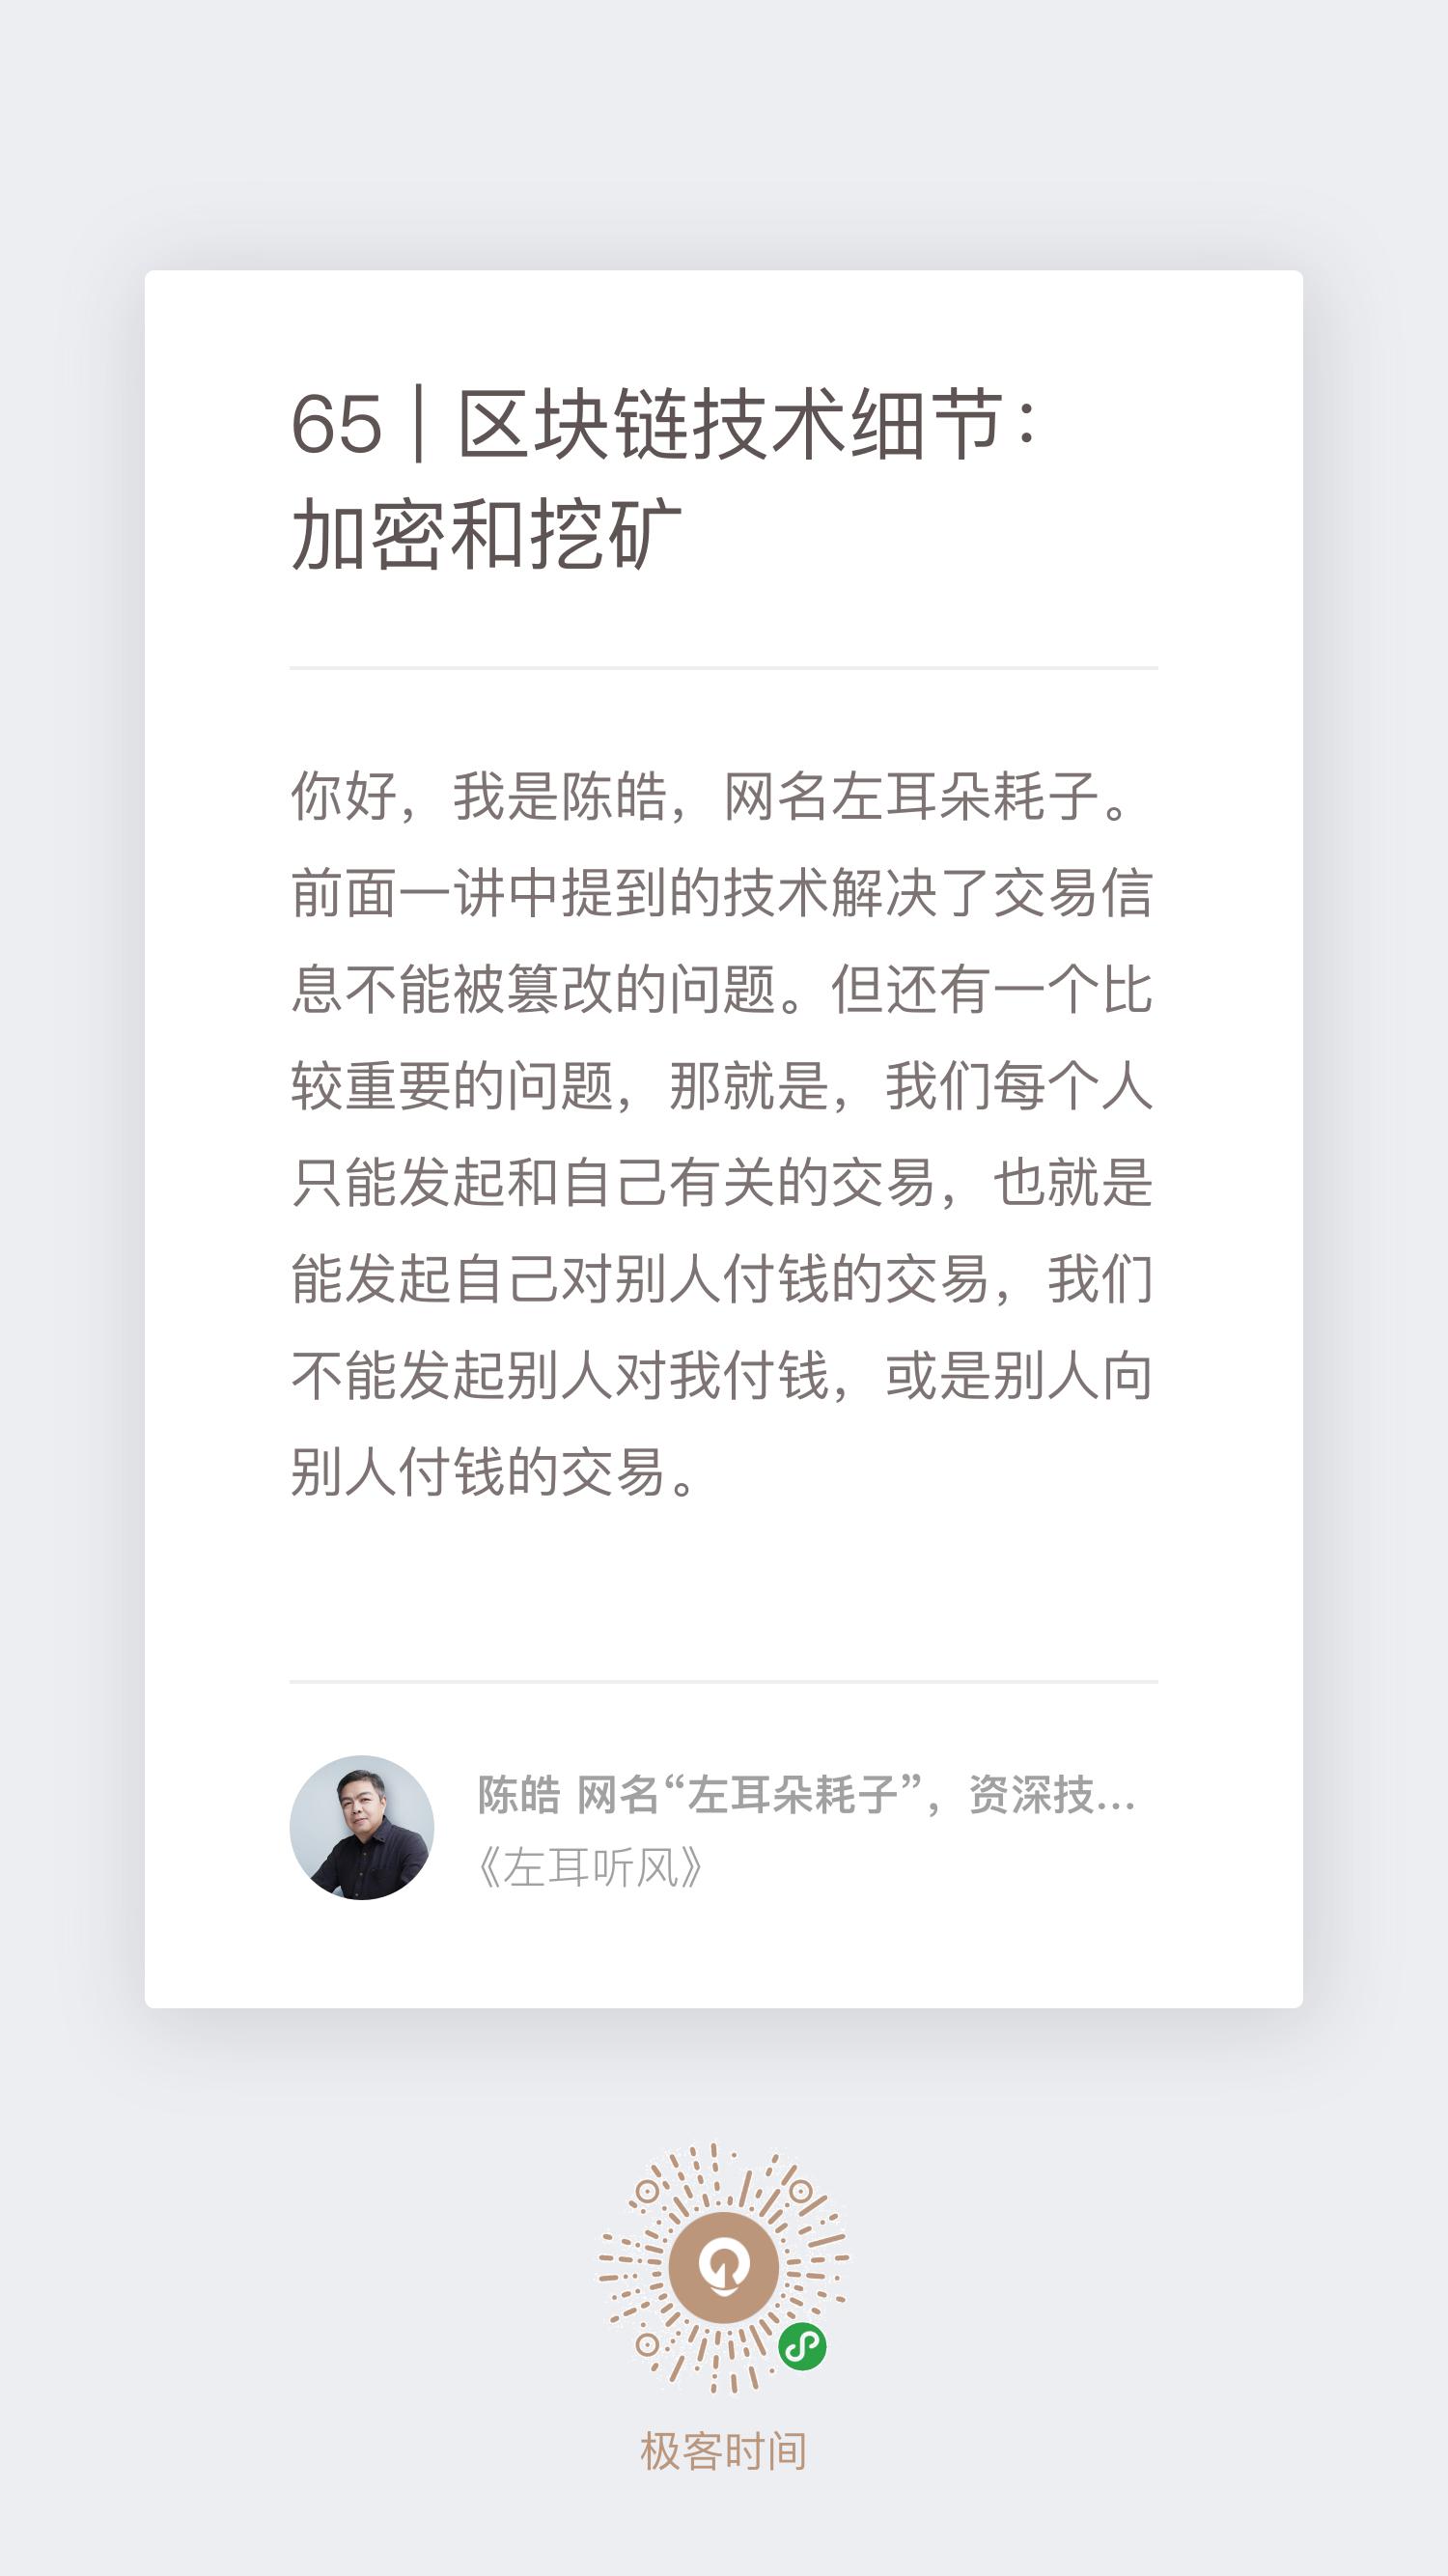 65 | 区块链技术细节：
加密和挖矿
你好，我是陈皓，网名左耳朵耗子。
前面一讲中提到的技术解决了交易信
息不能被篡改的问题。但还有一个比
较重要的问题，那就是，我们每个人
只能发起和自己有关的交易，也就是
能发起自己对别人付钱的交易，我们
不能发起别人对我付钱，或是别人向
别人付钱的交易。
陈皓 网名“左耳朵耗子”，资深技...
《左耳听风》
极客时间